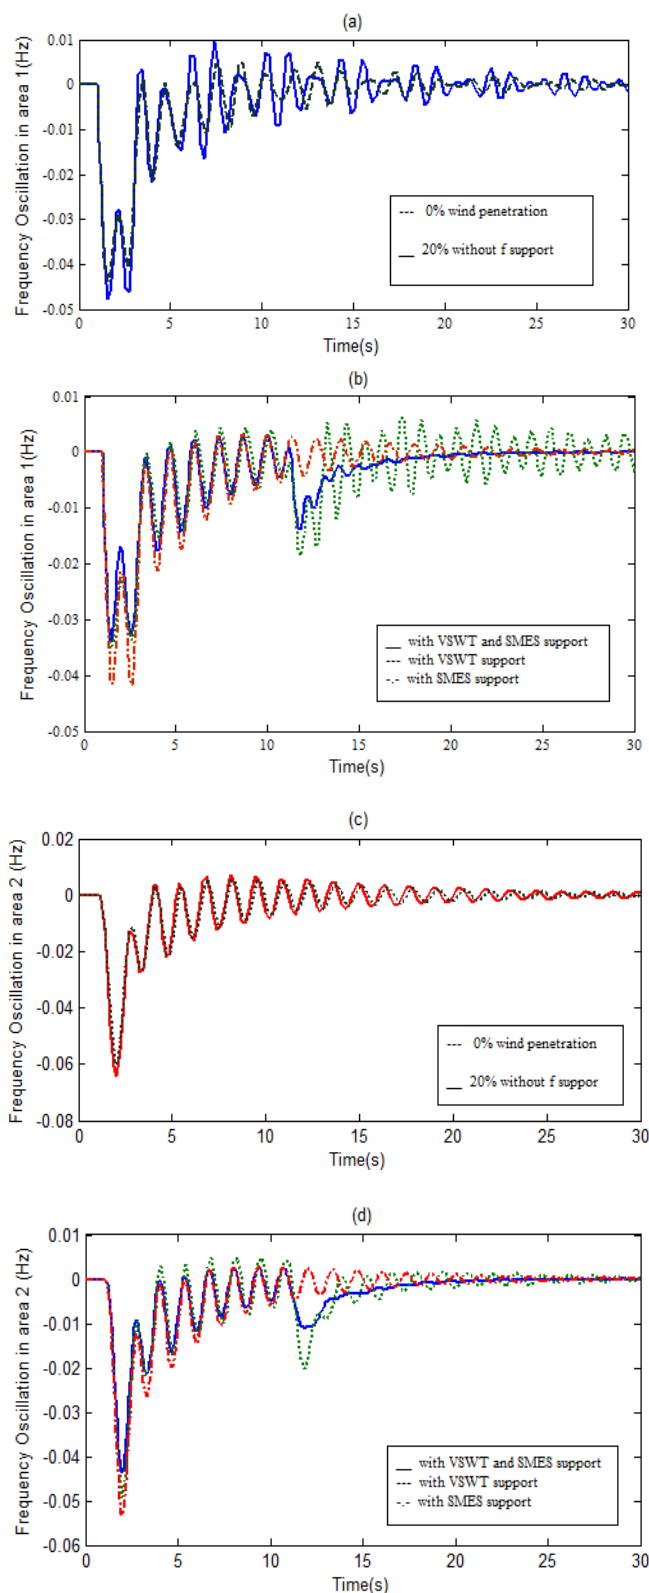 (a)
0.01
0
-0.01
-0.02
-0.03
-0.04
-0.05
0 5 10 15 20 25 30
Frequency Oscillation in area 1(Hz)
Time(s)
0% wind penetration
20% without f support
(b)
0.01
0
-0.01
-0.02
-0.03
-0.04
-0.05
0 5 10 15 20 25 30
Frequency Oscillation in area 1(Hz)
Time(s)
with VSWT and SMES support
with VSWT support
with SMES support
(c)
0.02
0
-0.02
-0.04
-0.06
-0.08
0 5 10 15 20 25 30
Frequency Oscillation in area 2 (Hz)
Time(s)
0% wind penetration
20% without f suppor
(d)
0.01
0
-0.01
-0.02
-0.03
-0.04
-0.05
-0.06
0 5 10 15 20 25 30
Frequency Oscillation in area 2 (Hz)
Time(s)
with VSWT and SMES support
with VSWT support
with SMES support